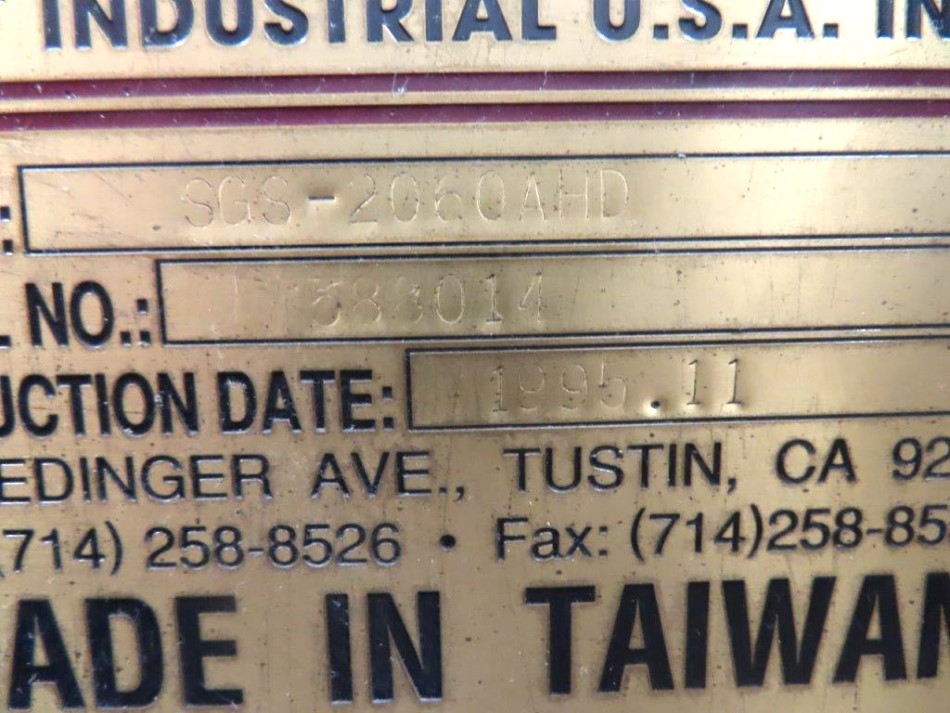 INDUSTRIAL U.S.A. IN
: SGS-2060AHD
L NO.: 588014
UCTION DATE: 1995.11
EDINGER AVE., TUSTIN, CA 92
(714) 258-8526 • Fax: (714)258-85
ADE IN TAIWAN